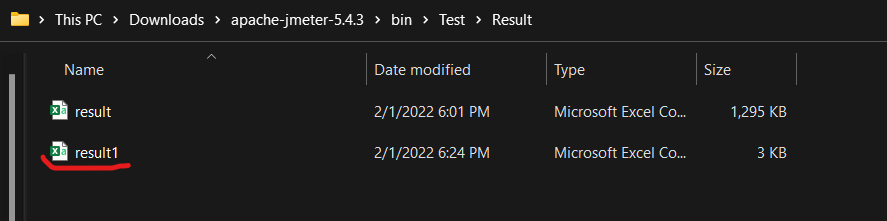 This PC > Downloads > apache-jmeter-5.4.3 > bin > Test > Result
Name Date modified Type Size
result 2/1/2022 6:01 PM Microsoft Excel Co... 1,295 KB
result1 2/1/2022 6:24 PM Microsoft Excel Co... 3 KB